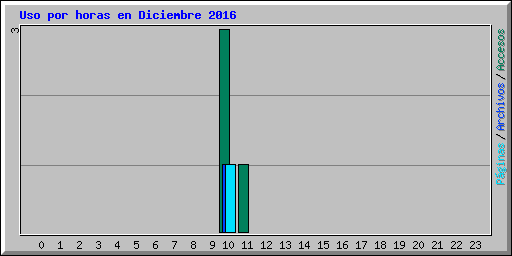 Uso por horas en Diciembre 2016
3
Páginas/Archivos/Accesos
0 1 2 3 4 5 6 7 8 9 10 11 12 13 14 15 16 17 18 19 20 21 22 23